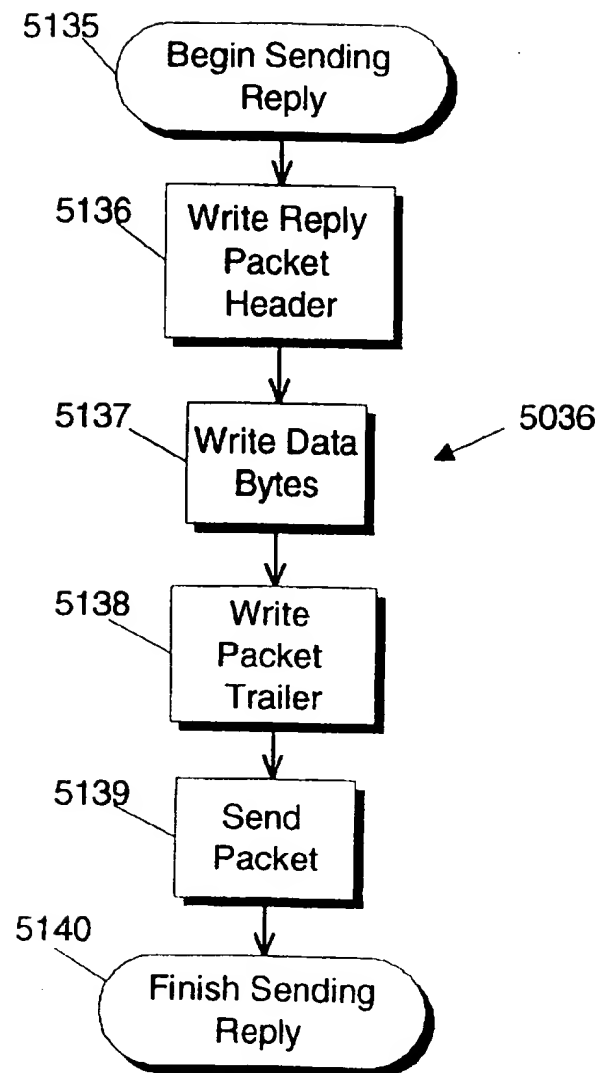 5135
Begin Sending
Reply
5136
Write Reply
Packet
Header
5137
Write Data
Bytes
5036
5138
Write
Packet
Trailer
5139
Send
Packet
5140
Finish Sending
Reply